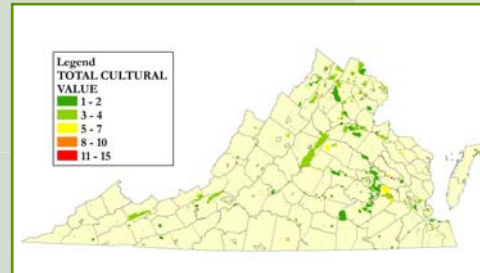 Legend
TOTAL CULTURAL
VALUE
1 - 2
3 - 4
5 - 7
8 - 10
11 - 15